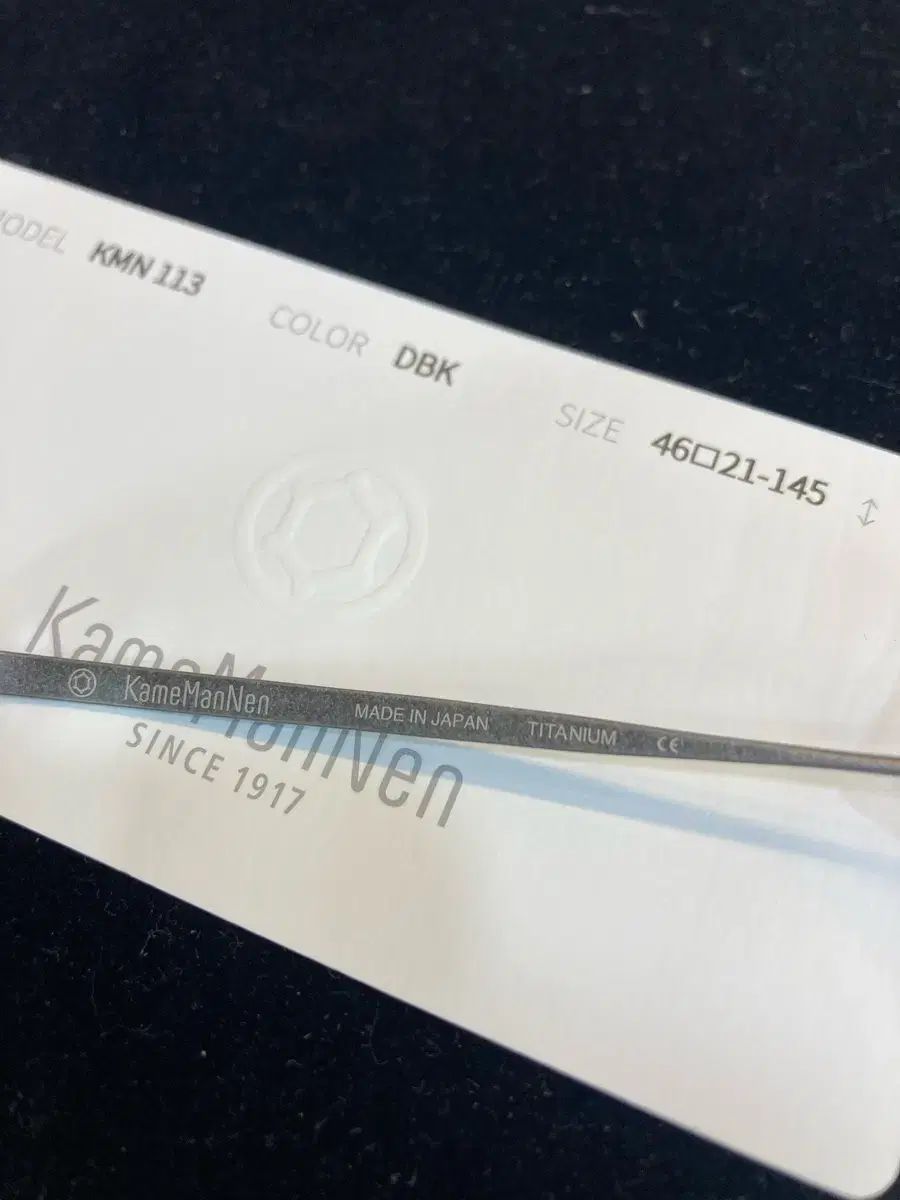 MODEL KMN 113 COLOR DBK SIZE 46□21-145 ↕
KameManNen
SINCE 1917
KameManNen MADE IN JAPAN TITANIUM CE